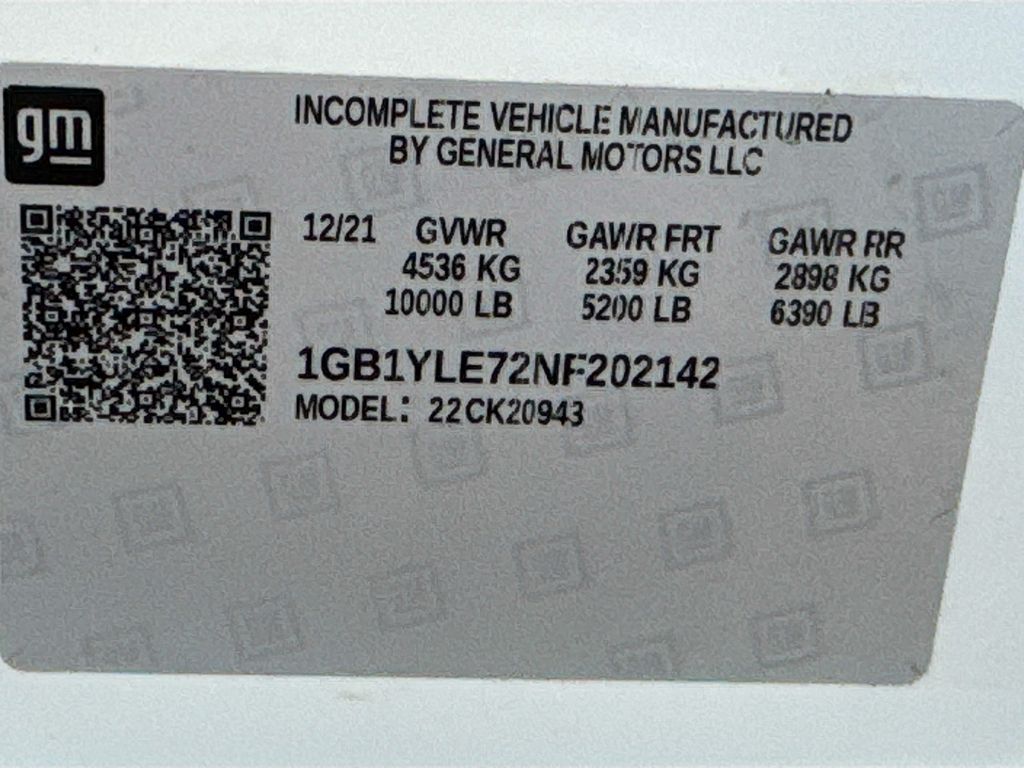 gm
INCOMPLETE VEHICLE MANUFACTURED
BY GENERAL MOTORS LLC
12/21 GVWR GAWR FRT GAWR RR
4536 KG 2359 KG 2898 KG
10000 LB 5200 LB 6390 LB
1GB1YLE72NF202142
MODEL: 22CK20943